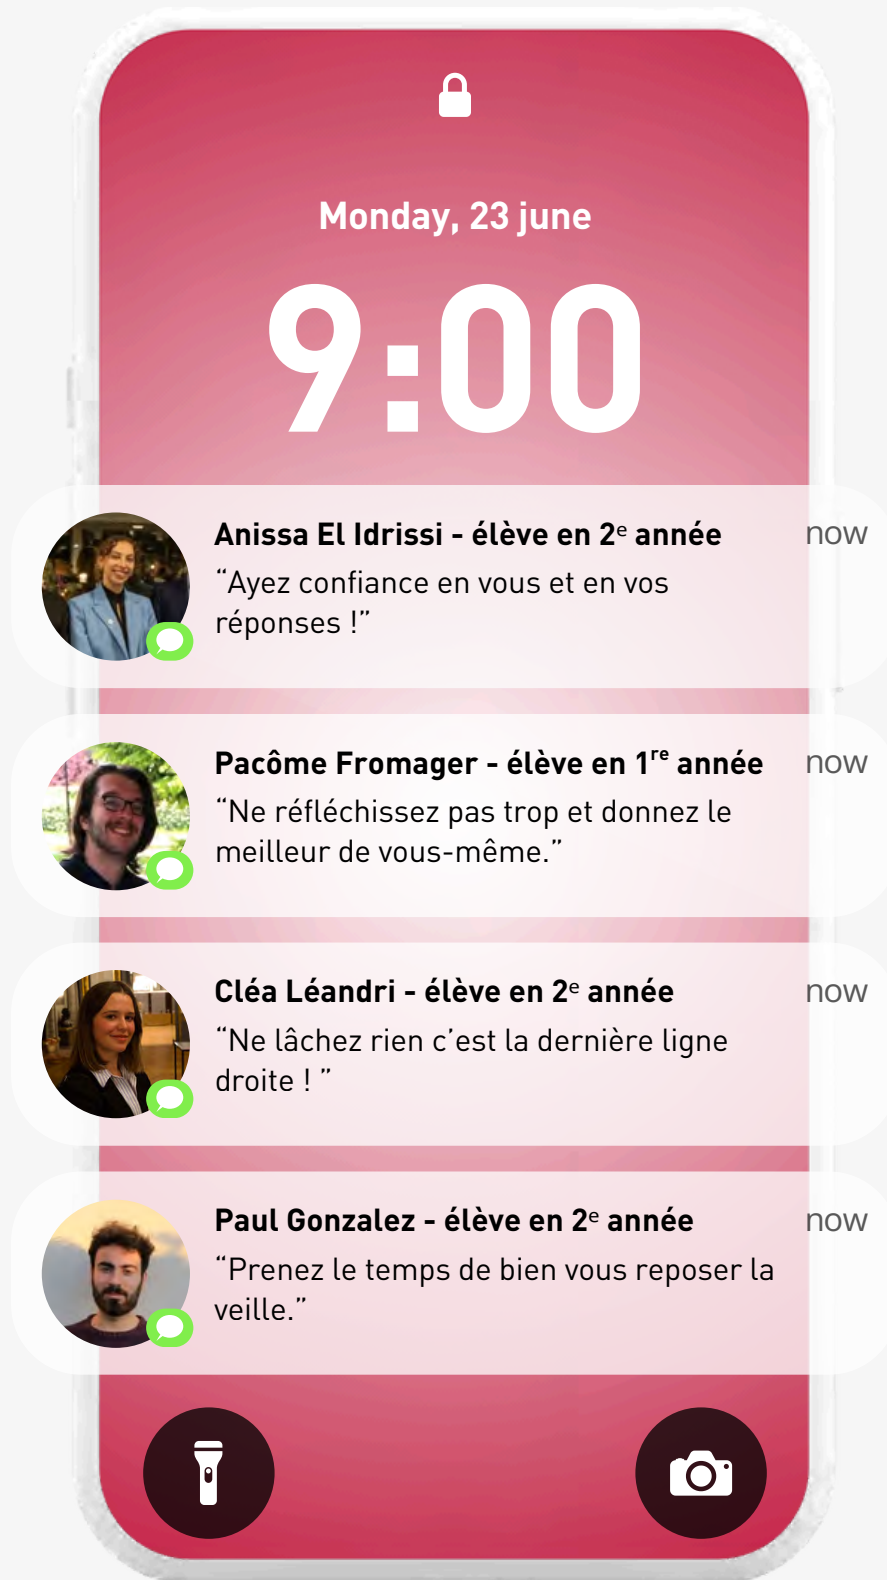 Monday, 23 june
9:00
Anissa El Idrissi - élève en 2ᵉ année
now
“Ayez confiance en vous et en vos
réponses !”
Pacôme Fromager - élève en 1ʳᵉ année
now
“Ne réfléchissez pas trop et donnez le
meilleur de vous-même.”
Cléa Léandri - élève en 2ᵉ année
now
“Ne lâchez rien c’est la dernière ligne
droite ! ”
Paul Gonzalez - élève en 2ᵉ année
now
“Prenez le temps de bien vous reposer la
veille.”